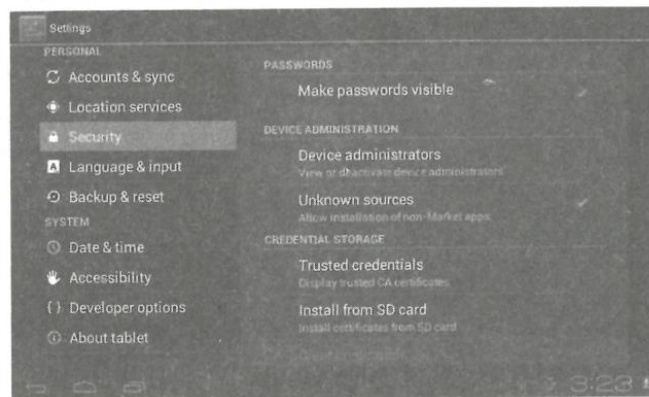 Settings
PERSONAL
Accounts & sync
Location services
Security
A Language & input
Backup & reset
SYSTEM
Date & time
Accessibility
{ } Developer options
About tablet
PASSWORDS
Make passwords visible
DEVICE ADMINISTRATION
Device administrators
View or deactivate device administrators
Unknown sources
Allow installation of non-Market apps
CREDENTIAL STORAGE
Trusted credentials
Display trusted CA certificates
Install from SD card
Install certificates from SD card
3:23